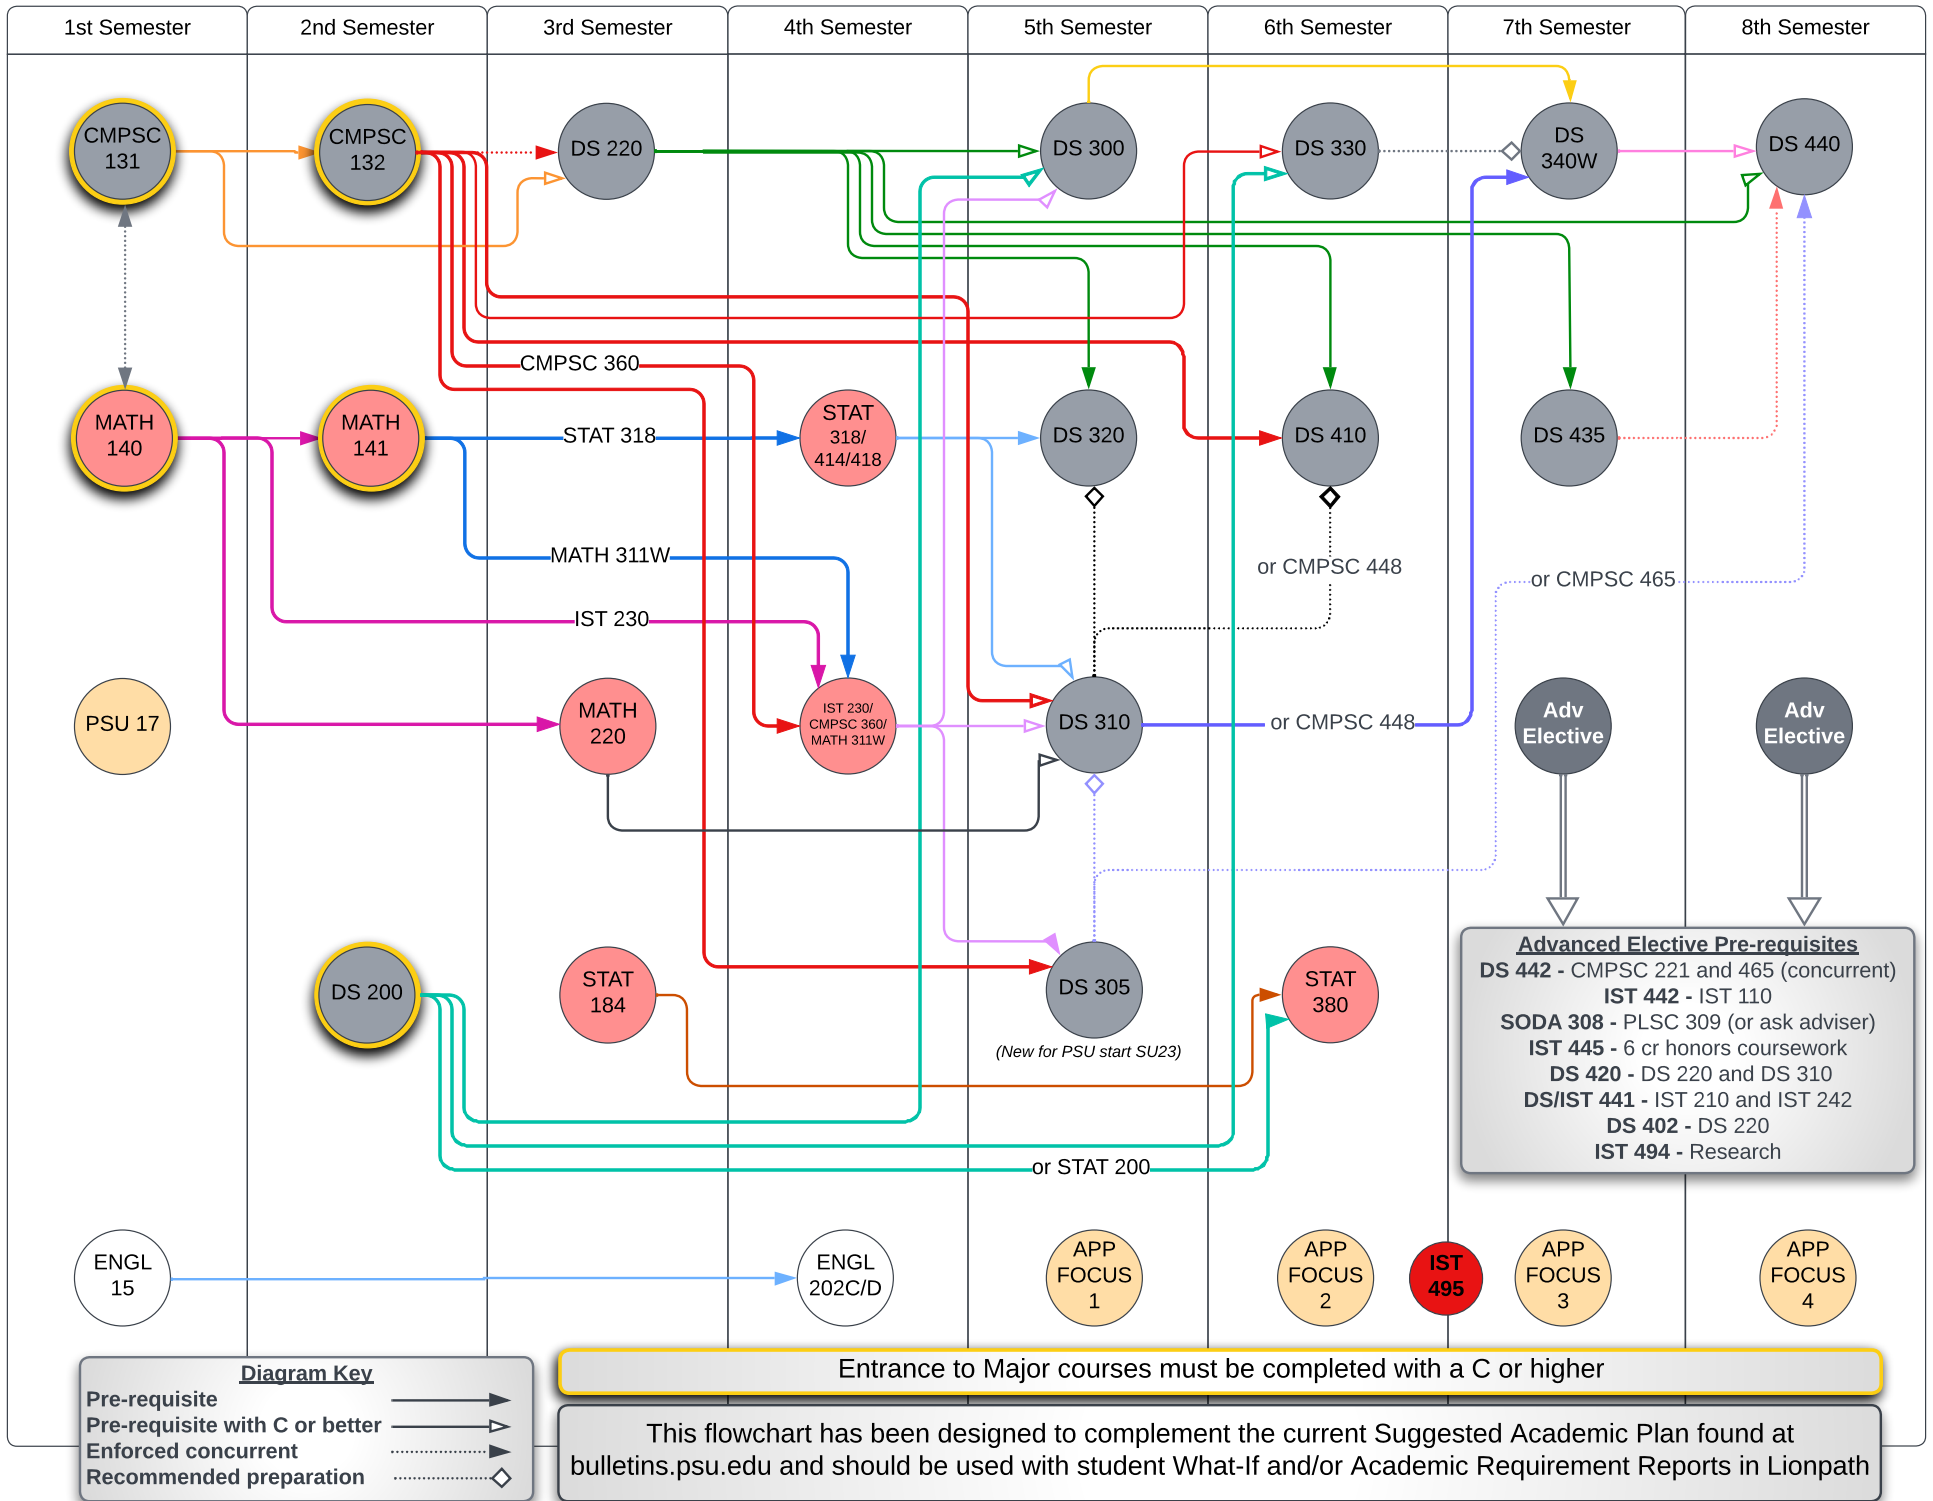 1st Semester
2nd Semester
3rd Semester
4th Semester
5th Semester
6th Semester
7th Semester
8th Semester
CMPSC
131
CMPSC
132
DS 220
DS 300
DS 330
DS
340W
DS 440
CMPSC 360
MATH
140
MATH
141
STAT 318
STAT
318/
414/418
DS 320
DS 410
DS 435
MATH 311W
or CMPSC 448
or CMPSC 465
IST 230
PSU 17
MATH
220
IST 230/
CMPSC 360/
MATH 311W
DS 310
or CMPSC 448
Adv
Elective
Adv
Elective
DS 200
STAT
184
DS 305
(New for PSU start SU23)
STAT
380
Advanced Elective Pre-requisites
DS 442 - CMPSC 221 and 465 (concurrent)
IST 442 - IST 110
SODA 308 - PLSC 309 (or ask adviser)
IST 445 - 6 cr honors coursework
DS 420 - DS 220 and DS 310
DS/IST 441 - IST 210 and IST 242
DS 402 - DS 220
IST 494 - Research
or STAT 200
ENGL
15
ENGL
202C/D
APP
FOCUS
1
APP
FOCUS
2
IST
495
APP
FOCUS
3
APP
FOCUS
4
Diagram Key
Pre-requisite
Pre-requisite with C or better
Enforced concurrent
Recommended preparation
Entrance to Major courses must be completed with a C or higher
This flowchart has been designed to complement the current Suggested Academic Plan found at
bulletins.psu.edu and should be used with student What-If and/or Academic Requirement Reports in Lionpath